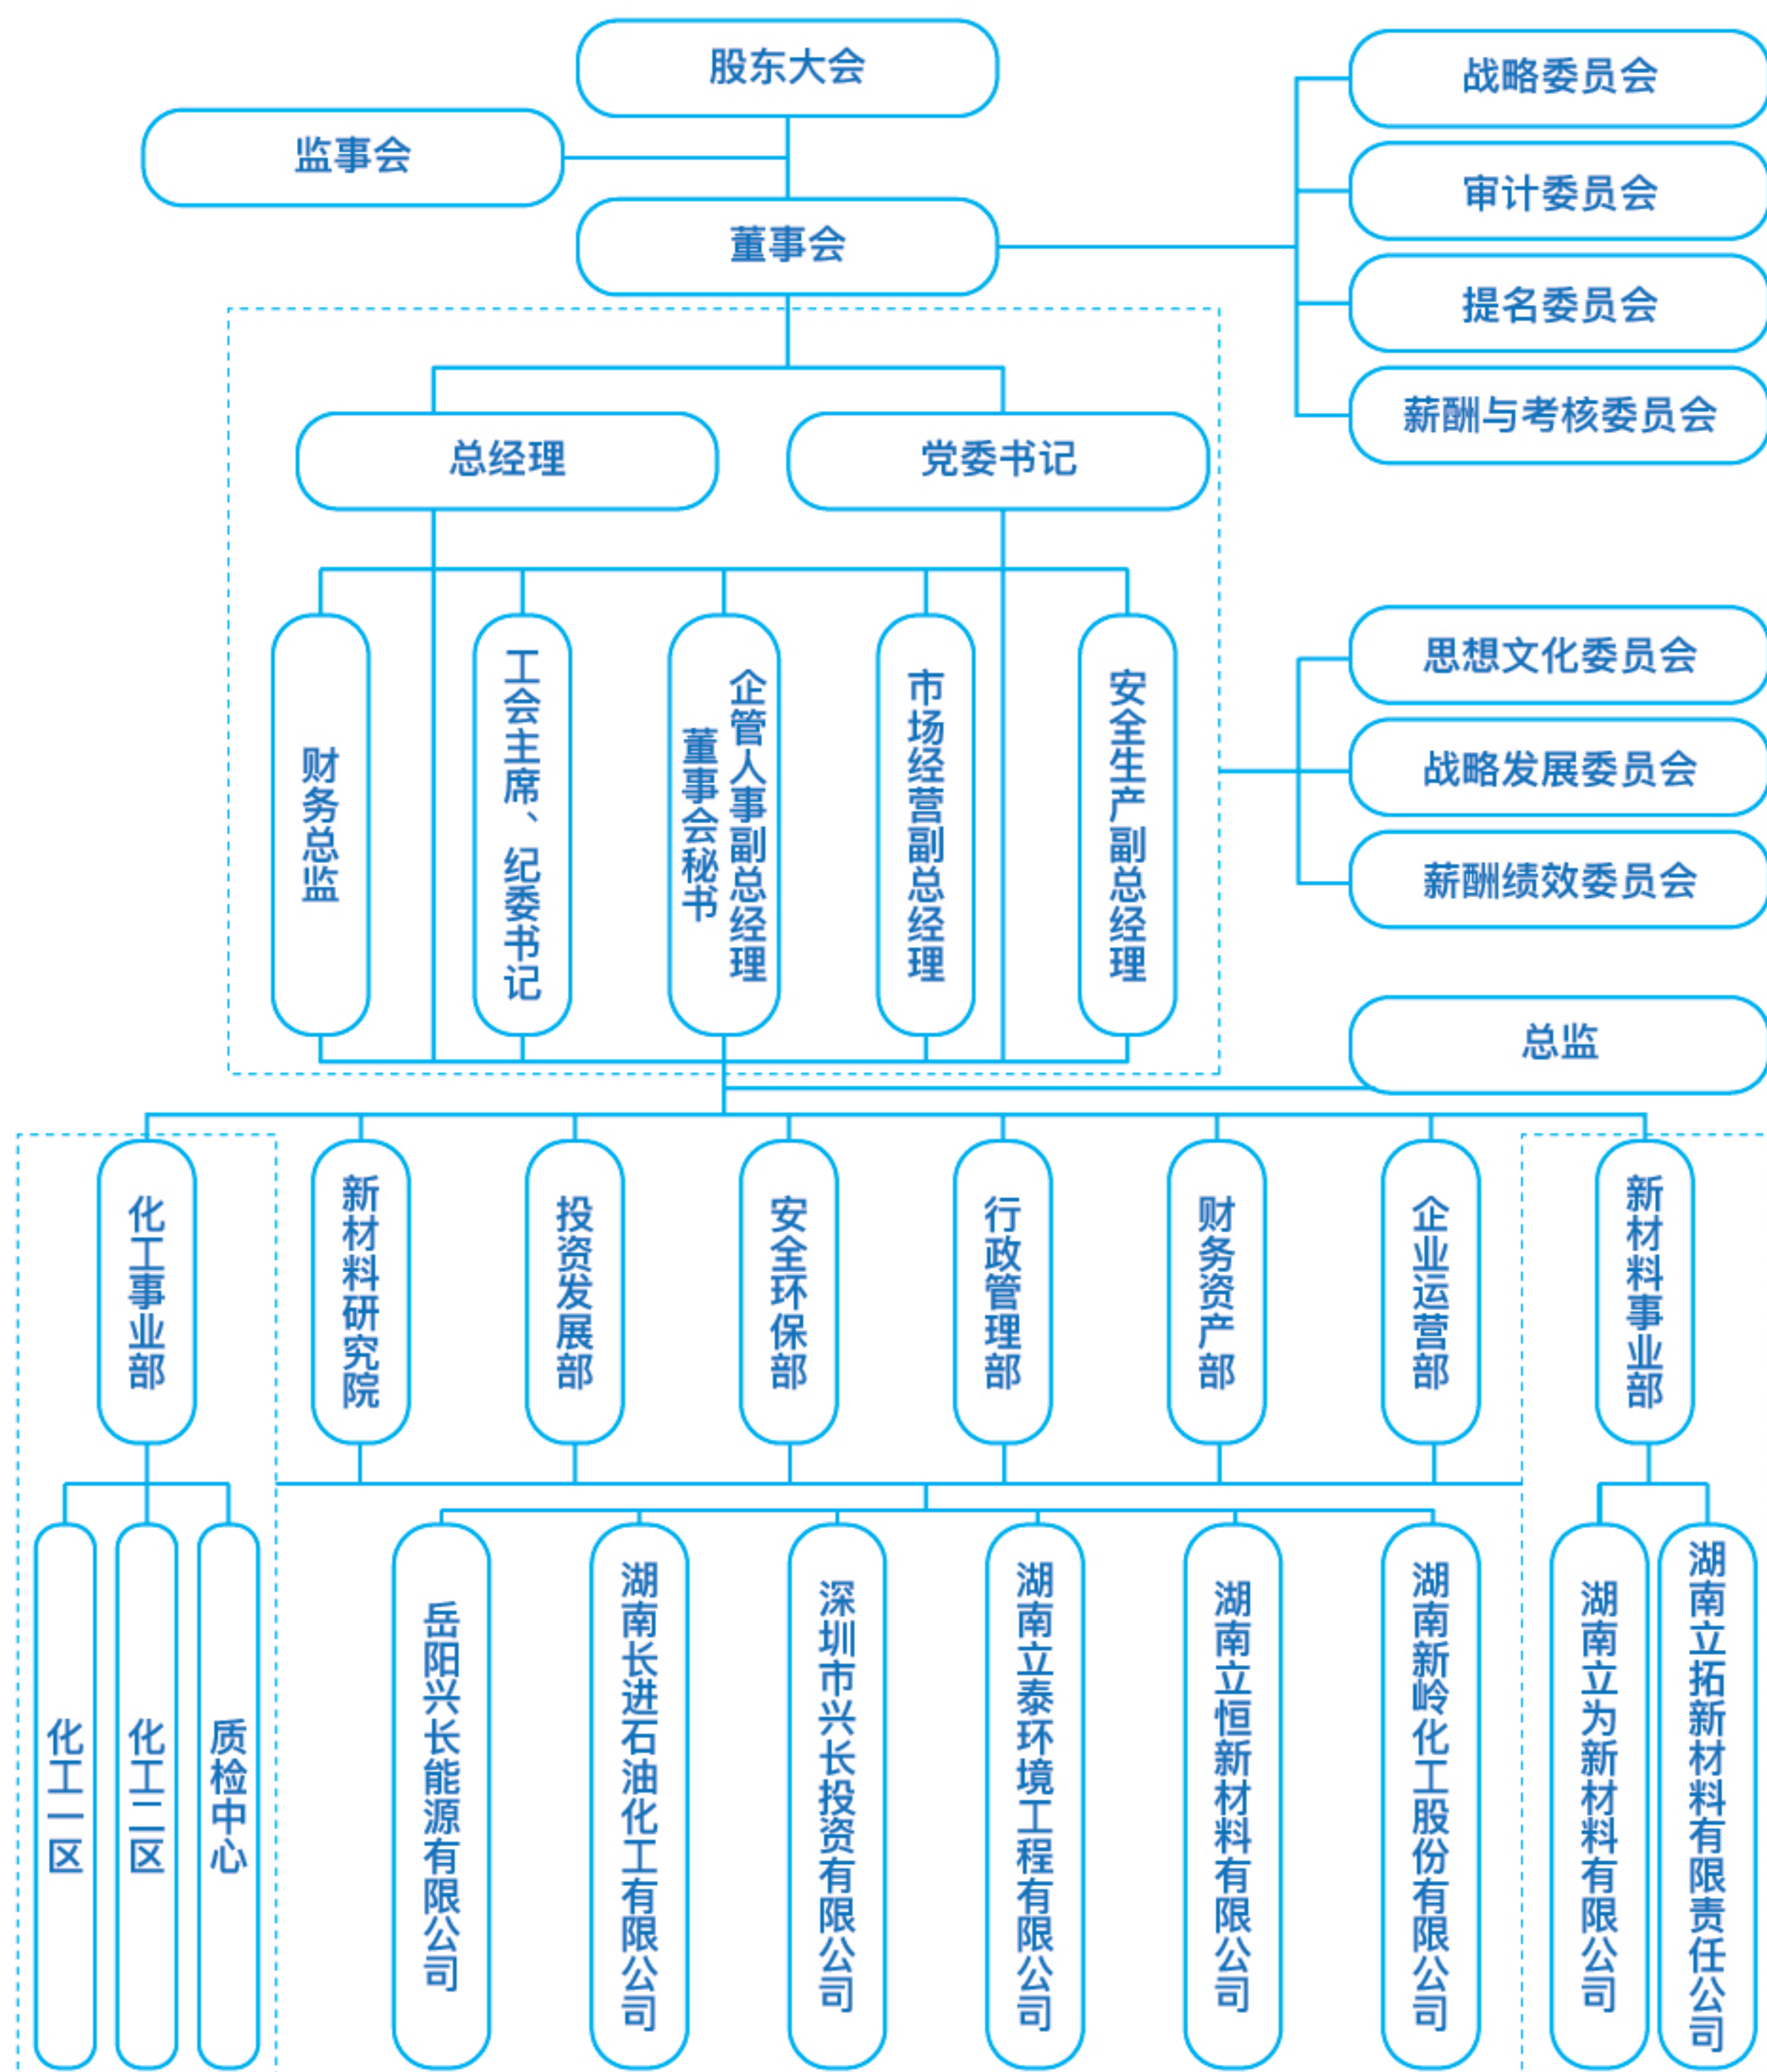 股东大会
监事会
董事会
战略委员会
审计委员会
提名委员会
薪酬与考核委员会
总经理
党委书记
财务总监
工会主席、纪委书记
企管人事副总经理
董事会秘书
市场经营副总经理
安全生产副总经理
思想文化委员会
战略发展委员会
薪酬绩效委员会
总监
化工事业部
新材料研究院
投资发展部
安全环保部
行政管理部
财务资产部
企业运营部
新材料事业部
化工一区
化工二区
质检中心
岳阳兴长能源有限公司
湖南长进石油化工有限公司
深圳市兴长投资有限公司
湖南立泰环境工程有限公司
湖南立恒新材料有限公司
湖南新岭化工股份有限公司
湖南立为新材料有限公司
湖南立拓新材料有限责任公司